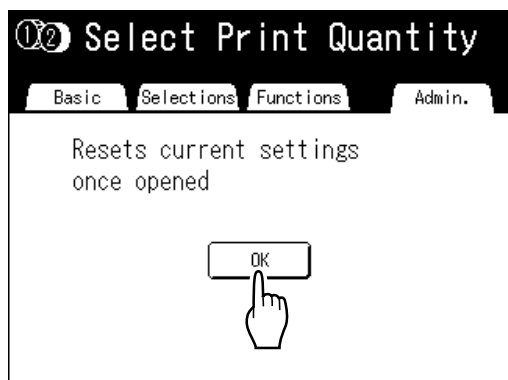 ①② Select Print Quantity
Basic Selections Functions Admin.
Resets current settings
once opened
OK